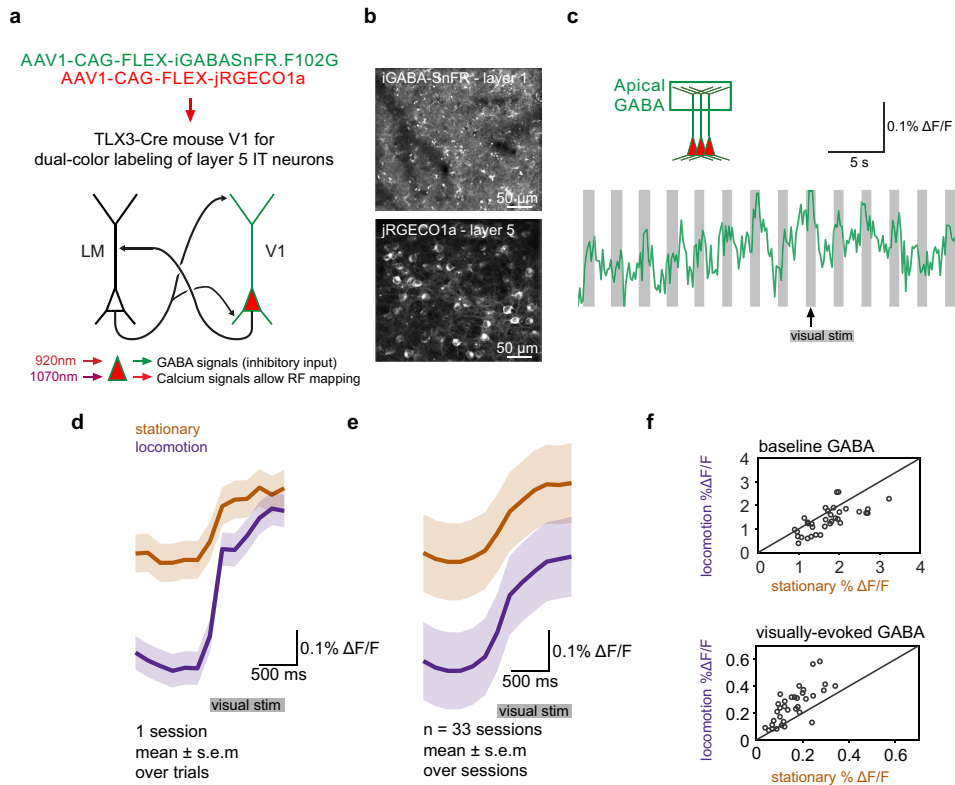 a
AAV1-CAG-FLEX-iGABASnFR.F102G
AAV1-CAG-FLEX-jRGECO1a
TLX3-Cre mouse V1 for
dual-color labeling of layer 5 IT neurons
LM
V1
920nm
GABA signals (inhibitory input)
1070nm
Calcium signals allow RF mapping
b
iGABA-SnFR - layer 1
50 µm
jRGECO1a - layer 5
50 µm
c
Apical
GABA
0.1% ΔF/F
5 s
visual stim
d
stationary
locomotion
0.1% ΔF/F
500 ms
visual stim
1 session
mean ± s.e.m
over trials
e
0.1% ΔF/F
500 ms
visual stim
n = 33 sessions
mean ± s.e.m
over sessions
f
baseline GABA
locomotion %ΔF/F
4
3
2
1
0
0 1 2 3 4
stationary % ΔF/F
visually-evoked GABA
locomotion %ΔF/F
0.6
0.4
0.2
0
0 0.2 0.4 0.6
stationary % ΔF/F